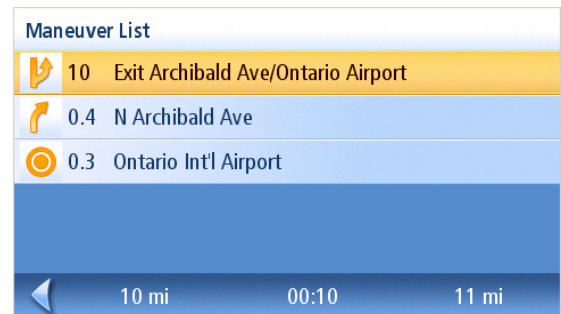 Maneuver List
10 Exit Archibald Ave/Ontario Airport
0.4 N Archibald Ave
0.3 Ontario Int'l Airport
10 mi 00:10 11 mi